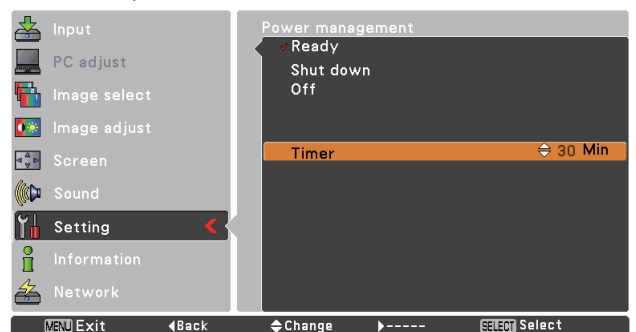 Input
PC adjust
Image select
Image adjust
Screen
Sound
Setting
Information
Network
Power management
Ready
Shut down
Off
Timer 30 Min
MENU Exit Back Change ----- SELECT Select